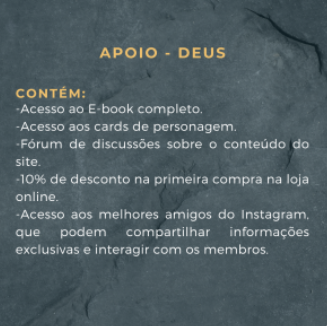 APOIO - DEUS
CONTÉM:
-Acesso ao E-book completo.
-Acesso aos cards de personagem.
-Fórum de discussões sobre o conteúdo do
site.
-10% de desconto na primeira compra na loja
online.
-Acesso aos melhores amigos do Instagram,
que podem compartilhar informações
exclusivas e interagir com os membros.